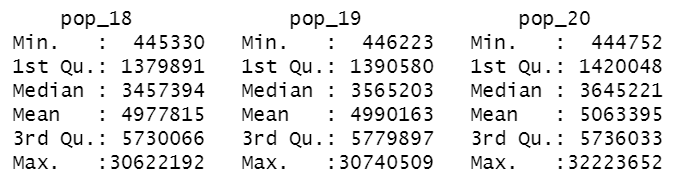 pop_18             pop_19             pop_20
Min.   :  445330   Min.   :  446223   Min.   :  444752
1st Qu.: 1379891   1st Qu.: 1390580   1st Qu.: 1420048
Median : 3457394   Median : 3565203   Median : 3645221
Mean   : 4977815   Mean   : 4990163   Mean   : 5063395
3rd Qu.: 5730066   3rd Qu.: 5779897   3rd Qu.: 5736033
Max.   :30622192   Max.   :30740509   Max.   :32223652